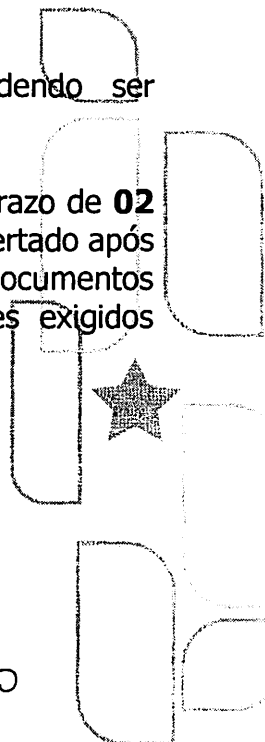 dendo ser
razo de 02
ertado após
ocumentos
es exigidos